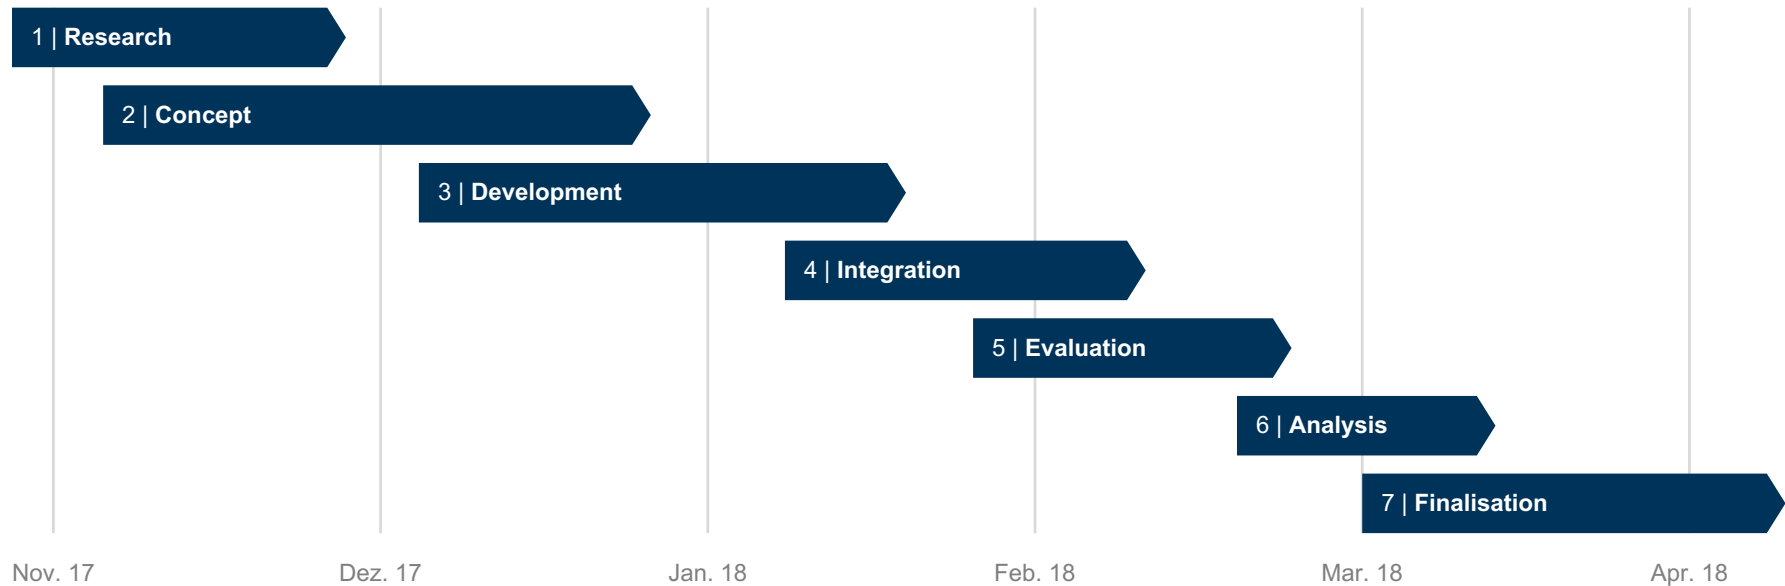 1 | Research
2 | Concept
3 | Development
4 | Integration
5 | Evaluation
6 | Analysis
7 | Finalisation
Nov. 17 Dez. 17 Jan. 18 Feb. 18 Mar. 18 Apr. 18